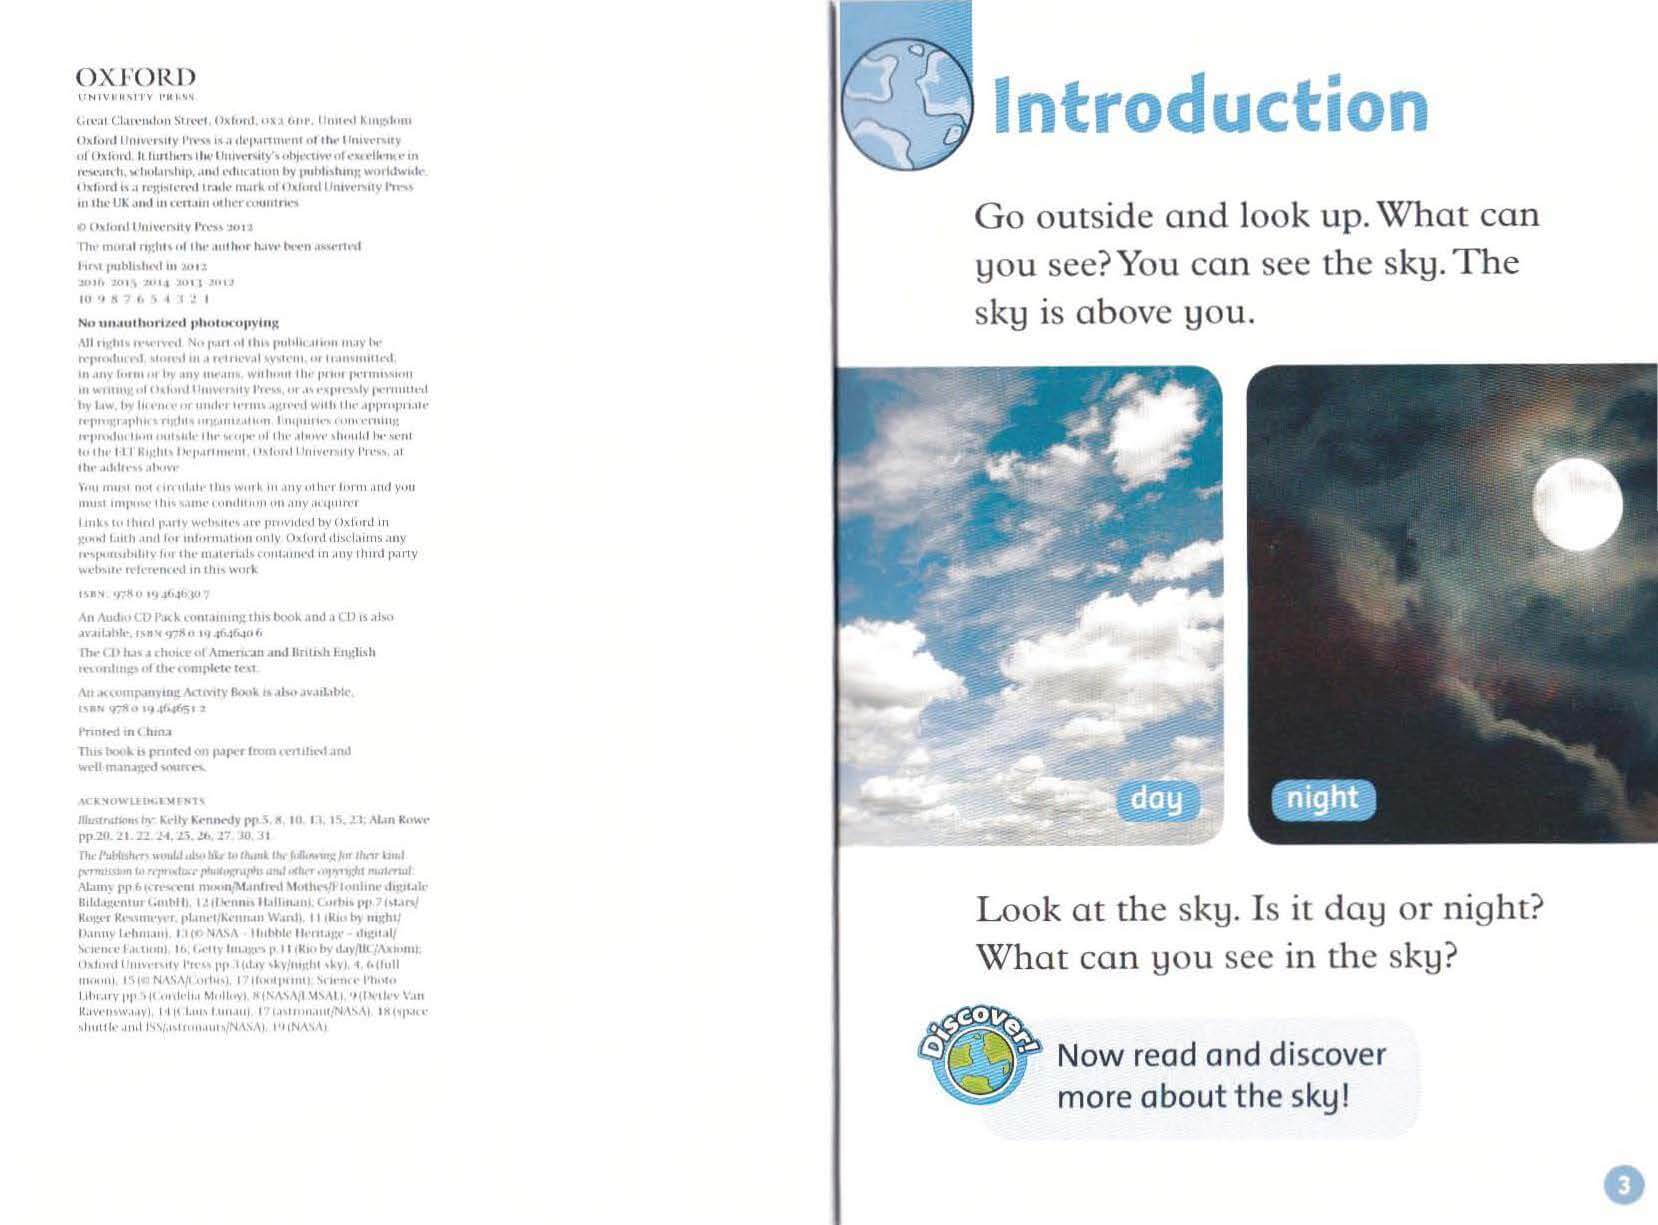 OXFORD
UNIVERSITY PRESS
Great Clarendon Street, Oxford, OX2 6DP, United Kingdom
Oxford University Press is a department of the University
of Oxford. It furthers the University's objective of excellence in
research, scholarship, and education by publishing worldwide.
Oxford is a registered trade mark of Oxford University Press
in the UK and in certain other countries
© Oxford University Press 2012
The moral rights of the author have been asserted
First published in 2012
2016 2015 2014 2013 2012
10 9 8 7 6 5 4 3 2 1
No unauthorized photocopying
All rights reserved. No part of this publication may be
reproduced, stored in a retrieval system, or transmitted,
in any form or by any means, without the prior permission
in writing of Oxford University Press, or as expressly permitted
by law, by licence or under terms agreed with the appropriate
reprographics rights organization. Enquiries concerning
reproduction outside the scope of the above should be sent
to the ELT Rights Department, Oxford University Press, at
the address above
You must not circulate this work in any other form and you
must impose this same condition on any acquirer
Links to third party websites are provided by Oxford in
good faith and for information only. Oxford disclaims any
responsibility for the materials contained in any third party
website referenced in this work
ISBN: 978 0 19 464630 7
An Audio CD Pack containing this book and a CD is also
available, ISBN 978 0 19 464640 6
The CD has a choice of American and British English
recordings of the complete text.
An accompanying Activity Book is also available,
ISBN 978 0 19 464651 2
Printed in China
This book is printed on paper from certified and
well-managed sources.
ACKNOWLEDGEMENTS
Illustrations by: Kelly Kennedy pp.5, 8, 10, 13, 15, 23; Alan Rowe
pp.20, 21, 22, 24, 25, 26, 27, 30, 31.
The Publishers would also like to thank the following for their kind
permission to reproduce photographs and other copyright material:
Alamy pp.6 (crescent moon/Manfred Mothes/F1online digitale
Bildagentur GmbH), 12 (Dennis Hallinan); Corbis pp.7 (stars/
Roger Ressmeyer, planet/Kennan Ward), 11 (Rio by night/
Danny Lehman), 13 (© NASA - Hubble Heritage - digital/
Science Faction), 16; Getty Images p.11 (Rio by day/IIC/Axiom);
Oxford University Press pp.3 (day sky/night sky), 4, 6 (full
moon), 15 (© NASA/Corbis), 17 (footprint); Science Photo
Library pp.5 (Cordelia Molloy), 8 (NASA/LMSAL), 9 (Detlev Van
Ravenswaay), 14 (Claus Lunau), 17 (astronaut/NASA), 18 (space
shuttle and ISS/astronauts/NASA), 19 (NASA).
Introduction
Go outside and look up. What can
you see? You can see the sky. The
sky is above you.
day
night
Look at the sky. Is it day or night?
What can you see in the sky?
Discover!
Now read and discover
more about the sky!
3